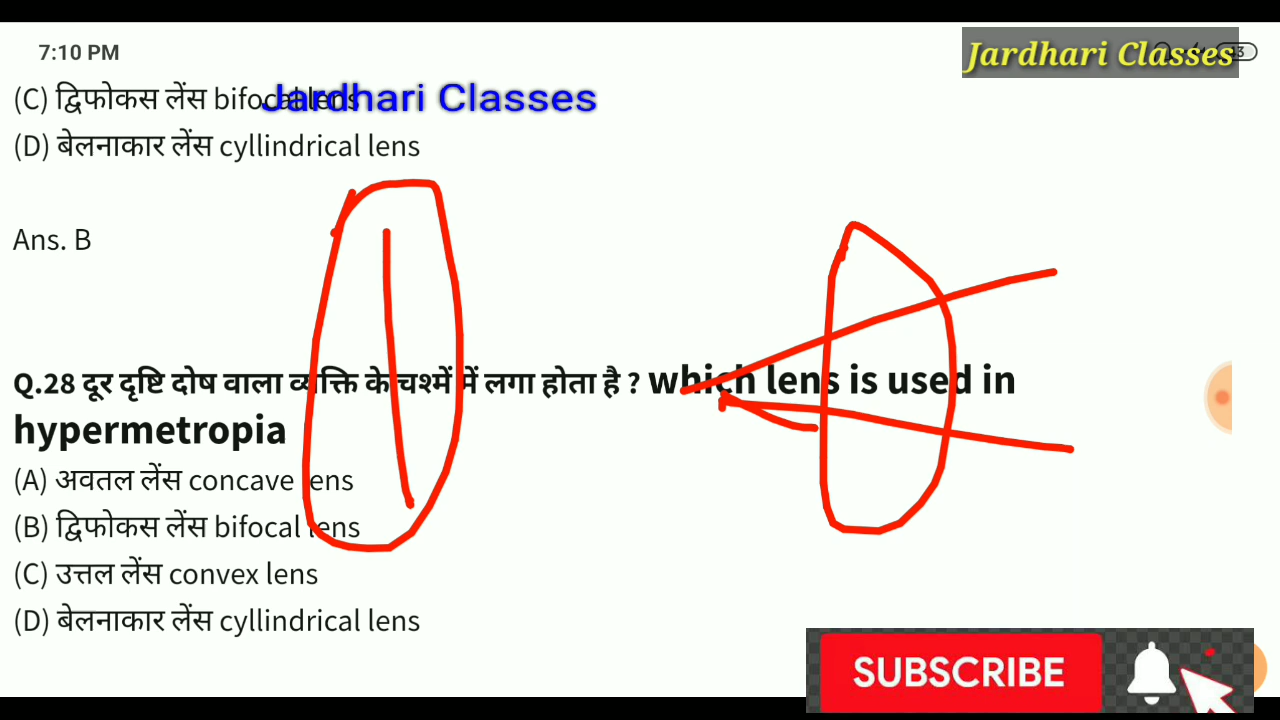 7:10 PM
Jardhari Classes
(C) द्विफोकस लेंस bifocal lens
Jardhari Classes
(D) बेलनाकार लेंस cyllindrical lens
Ans. B
Q.28 दूर दृष्टि दोष वाला व्यक्ति के चश्में में लगा होता है ? which lens is used in
hypermetropia
(A) अवतल लेंस concave lens
(B) द्विफोकस लेंस bifocal lens
(C) उत्तल लेंस convex lens
(D) बेलनाकार लेंस cyllindrical lens
SUBSCRIBE